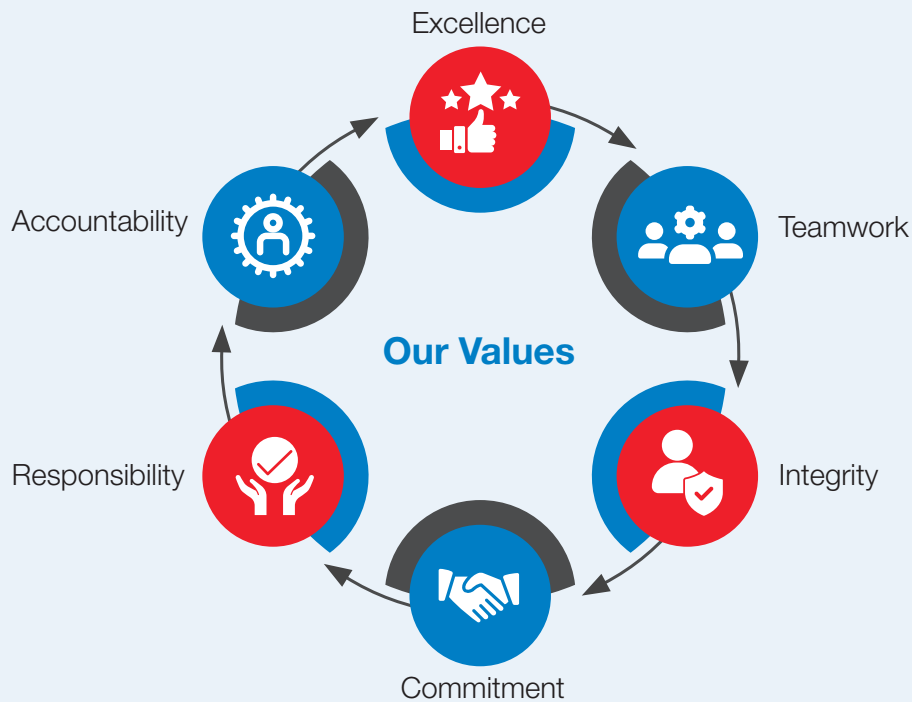 Excellence
Accountability
Teamwork
Our Values
Responsibility
Integrity
Commitment